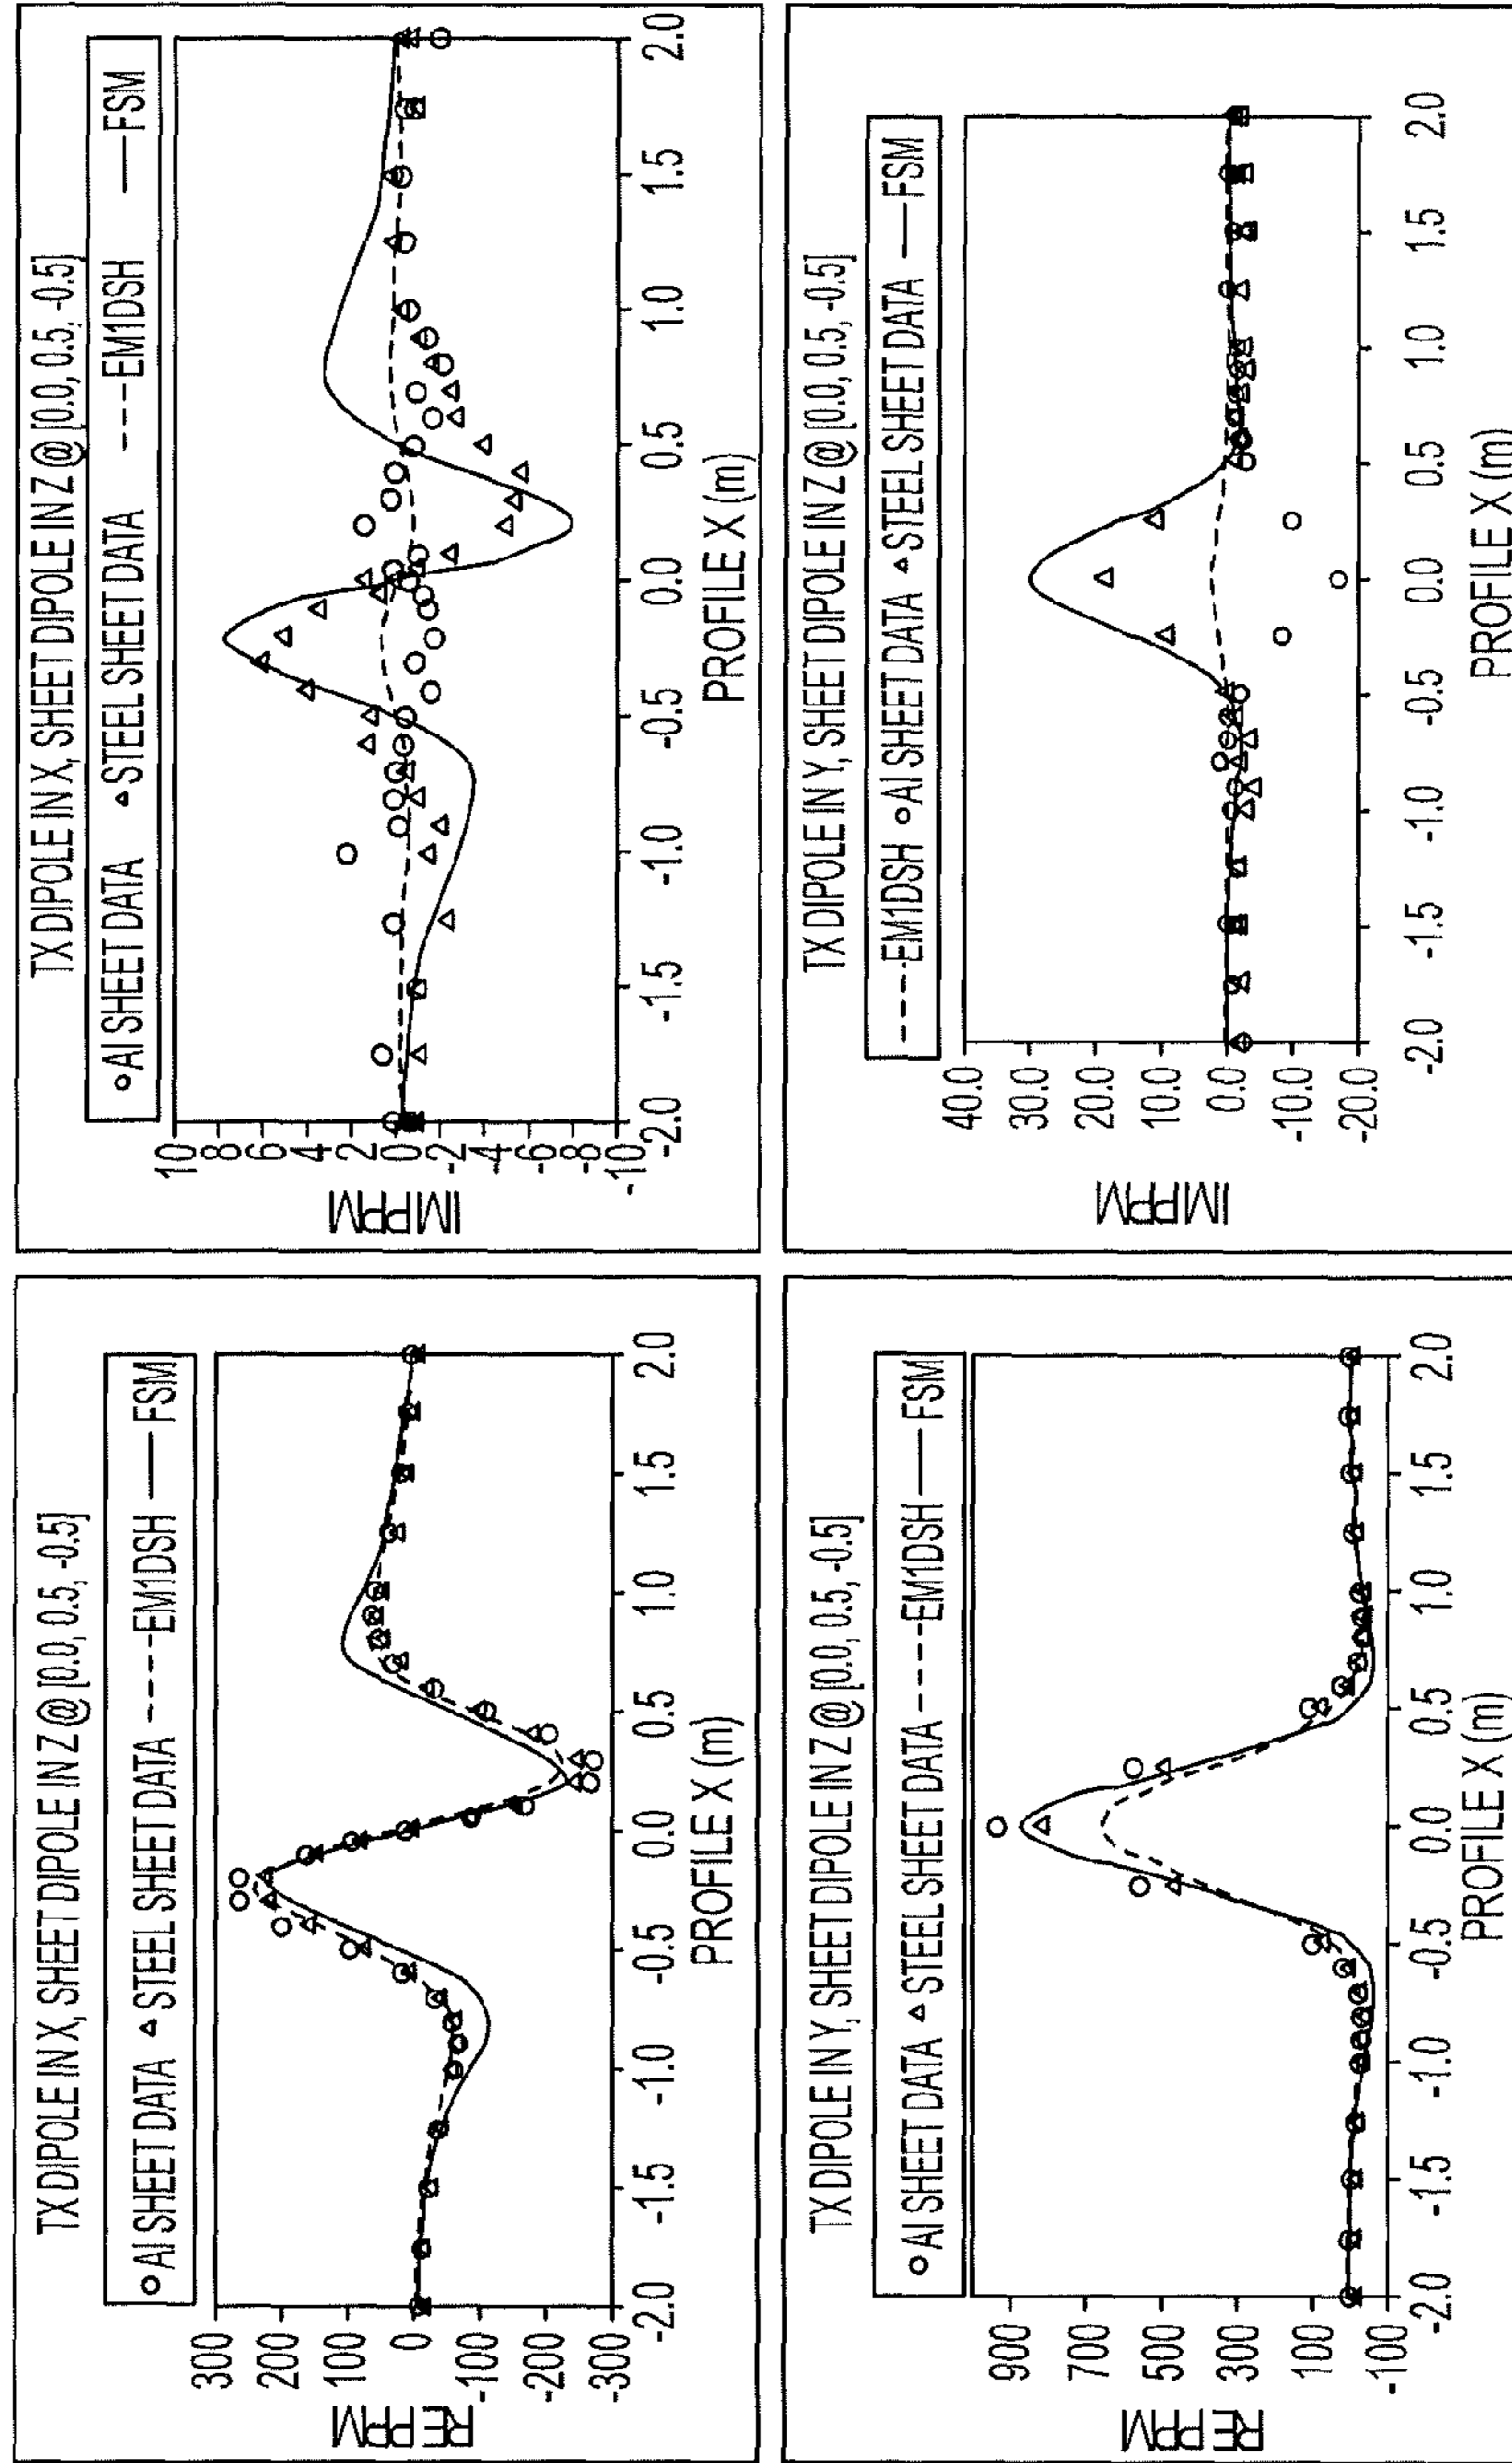 TX DIPOLE IN X, SHEET DIPOLE IN Z @ [0.0, 0.5, -0.5]
AI SHEET DATA STEEL SHEET DATA ----EM1DSH —FSM
300
200
100
0
-100
-200
-300
RE PPM
-2.0 -1.5 -1.0 -0.5 0.0 0.5 1.0 1.5 2.0
PROFILE X (m)
TX DIPOLE IN X, SHEET DIPOLE IN Z @ [0.0, 0.5, -0.5]
AI SHEET DATA STEEL SHEET DATA ---EM1DSH —FSM
10
8
6
4
2
0
-2
-4
-6
-8
-10
IMPPM
-2.0 -1.5 -1.0 -0.5 0.0 0.5 1.0 1.5 2.0
PROFILE X (m)
TX DIPOLE IN Y, SHEET DIPOLE IN Z @ [0.0, 0.5, -0.5]
AI SHEET DATA STEEL SHEET DATA ----EM1DSH —FSM
900
700
500
300
100
-100
RE PPM
-2.0 -1.5 -1.0 -0.5 0.0 0.5 1.0 1.5 2.0
PROFILE X (m)
TX DIPOLE IN Y, SHEET DIPOLE IN Z @ [0.0, 0.5, -0.5]
----EM1DSH AI SHEET DATA STEEL SHEET DATA —FSM
40.0
30.0
20.0
10.0
0.0
-10.0
-20.0
IMPPM
-2.0 -1.5 -1.0 -0.5 0.0 0.5 1.0 1.5 2.0
PROFILE X (m)